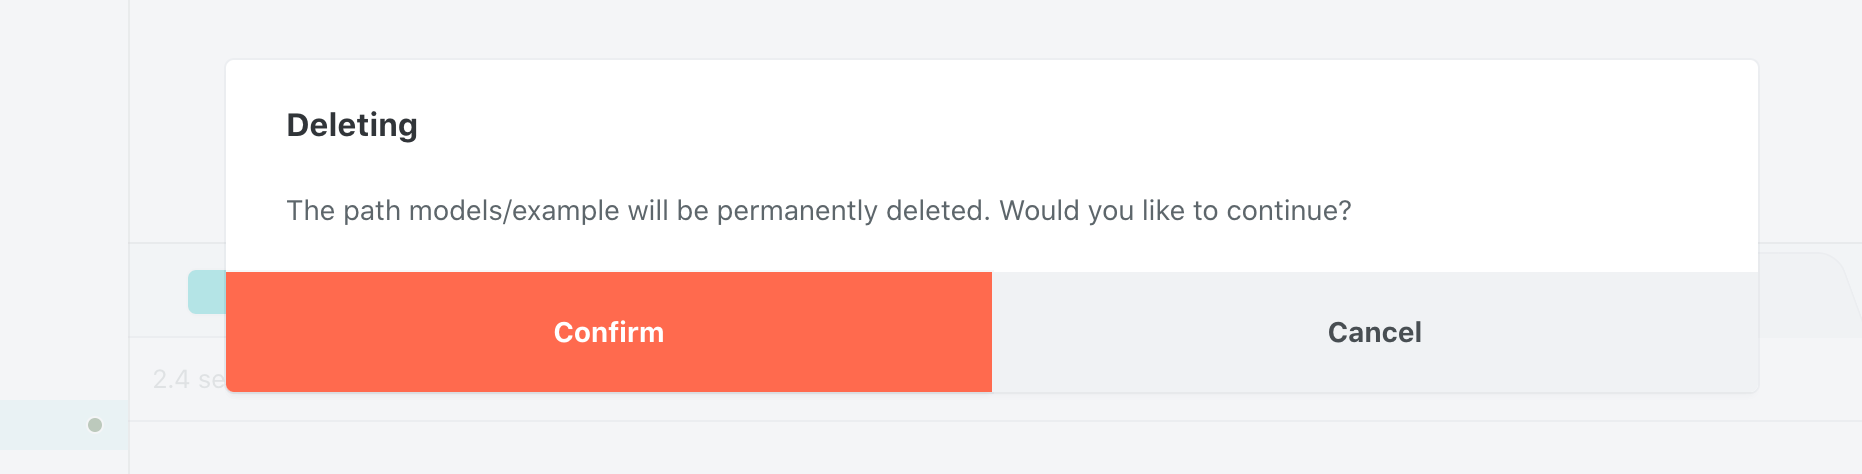 Deleting
The path models/example will be permanently deleted. Would you like to continue?
Confirm
Cancel
2.4 se